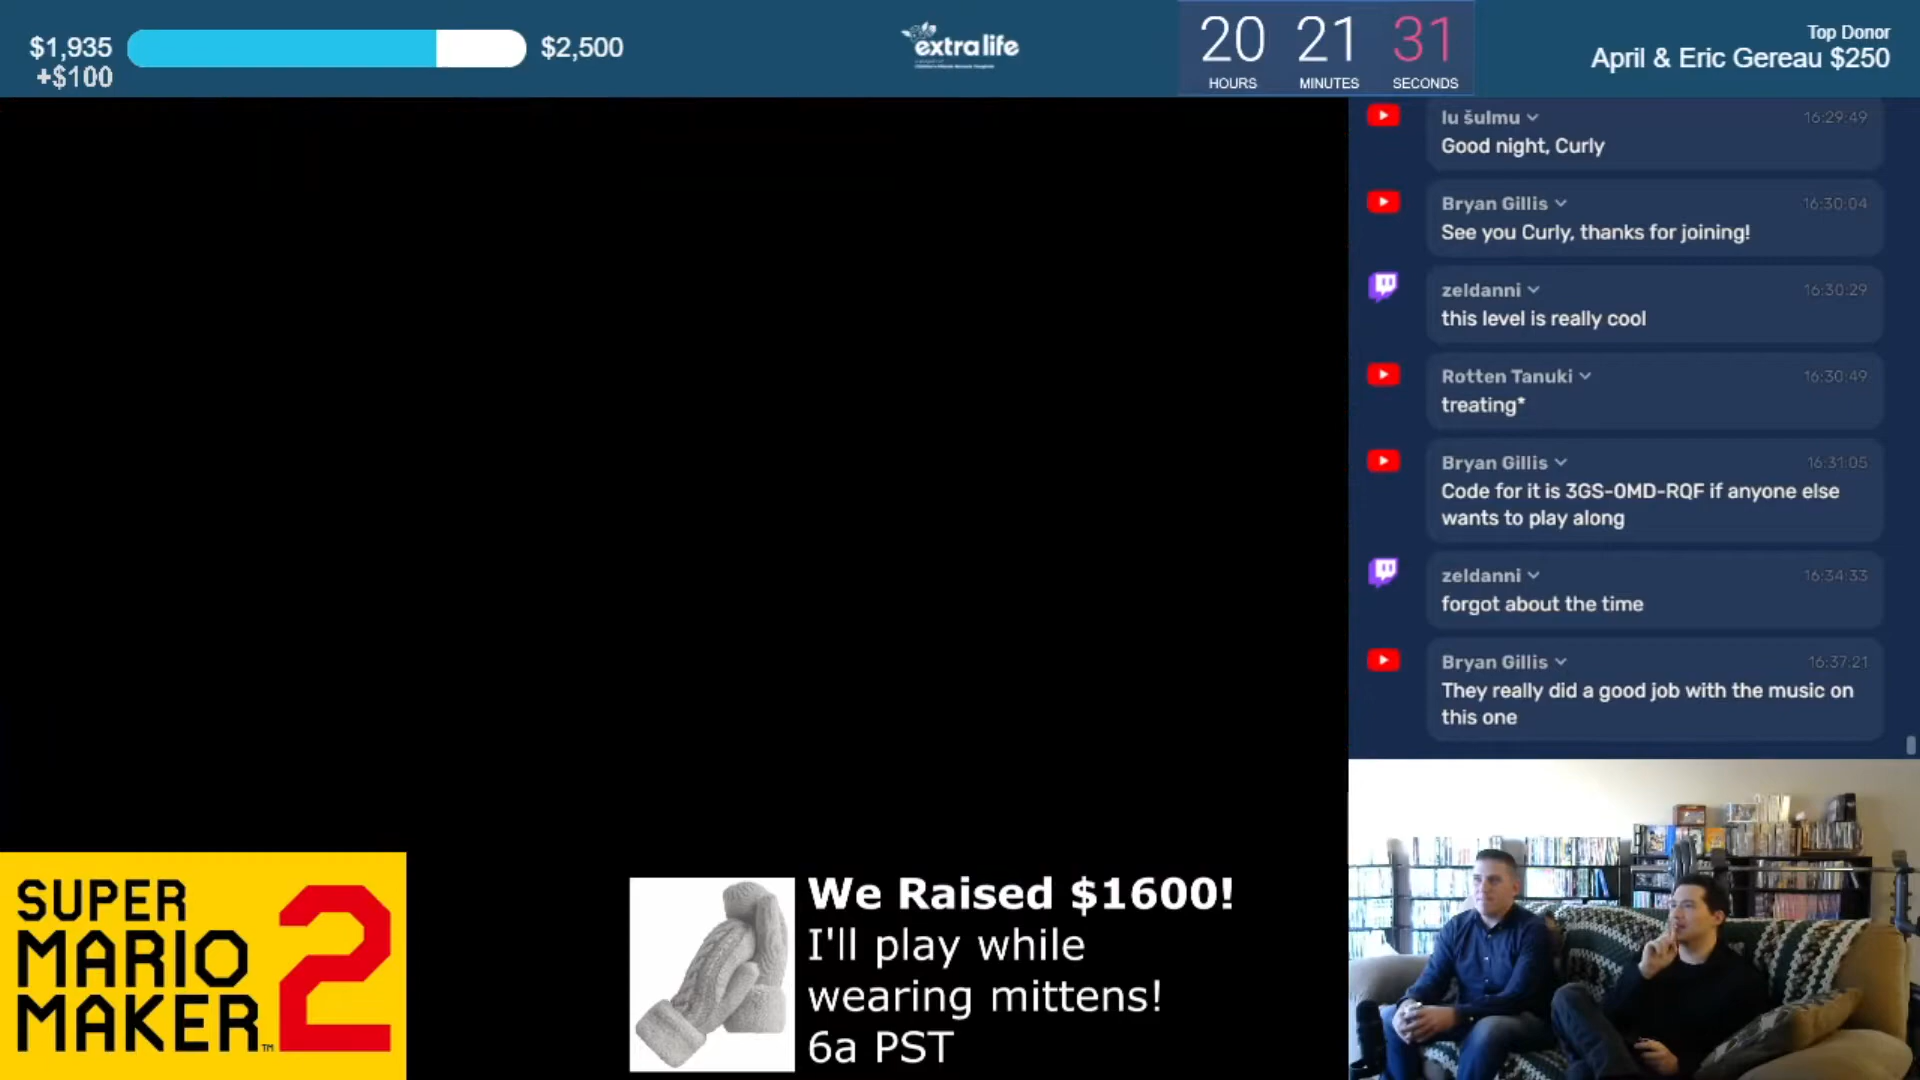 $1,935
+$100
$2,500
extralife
20 21 31
HOURS MINUTES SECONDS
Top Donor
April & Eric Gereau $250
lu šulmu 16:29:49
Good night, Curly
Bryan Gillis 16:30:04
See you Curly, thanks for joining!
zeldanni 16:30:29
this level is really cool
Rotten Tanuki 16:30:49
treating*
Bryan Gillis 16:31:05
Code for it is 3GS-0MD-RQF if anyone else
wants to play along
zeldanni 16:34:33
forgot about the time
Bryan Gillis 16:37:21
They really did a good job with the music on
this one
SUPER
MARIO
MAKER™ 2
We Raised $1600!
I'll play while
wearing mittens!
6a PST